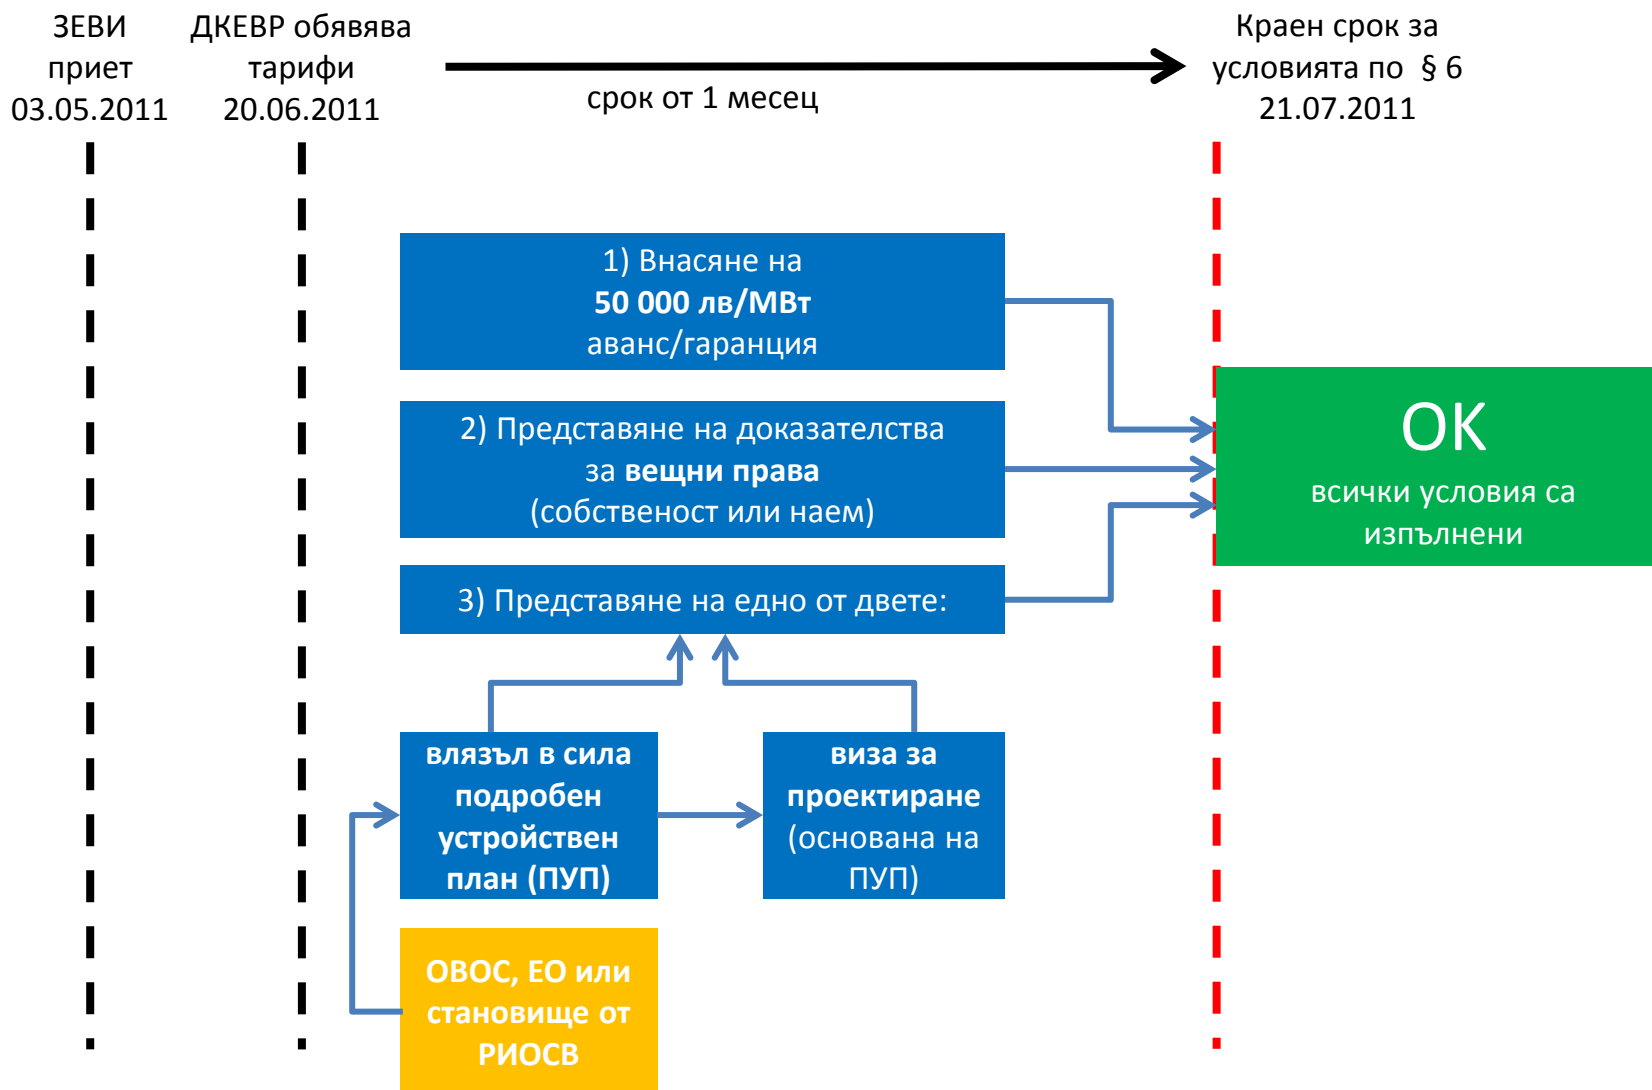 ЗЕВИ
приет
03.05.2011
ДКЕВР обявява
тарифи
20.06.2011
срок от 1 месец
Краен срок за
условията по § 6
21.07.2011
1) Внасяне на
50 000 лв/МВт
аванс/гаранция
2) Представяне на доказателства
за вещни права
(собственост или наем)
3) Представяне на едно от двете:
OK
всички условия са
изпълнени
влязъл в сила
подробен
устройствен
план (ПУП)
виза за
проектиране
(основана на
ПУП)
ОВОС, ЕО или
становище от
РИОСВ